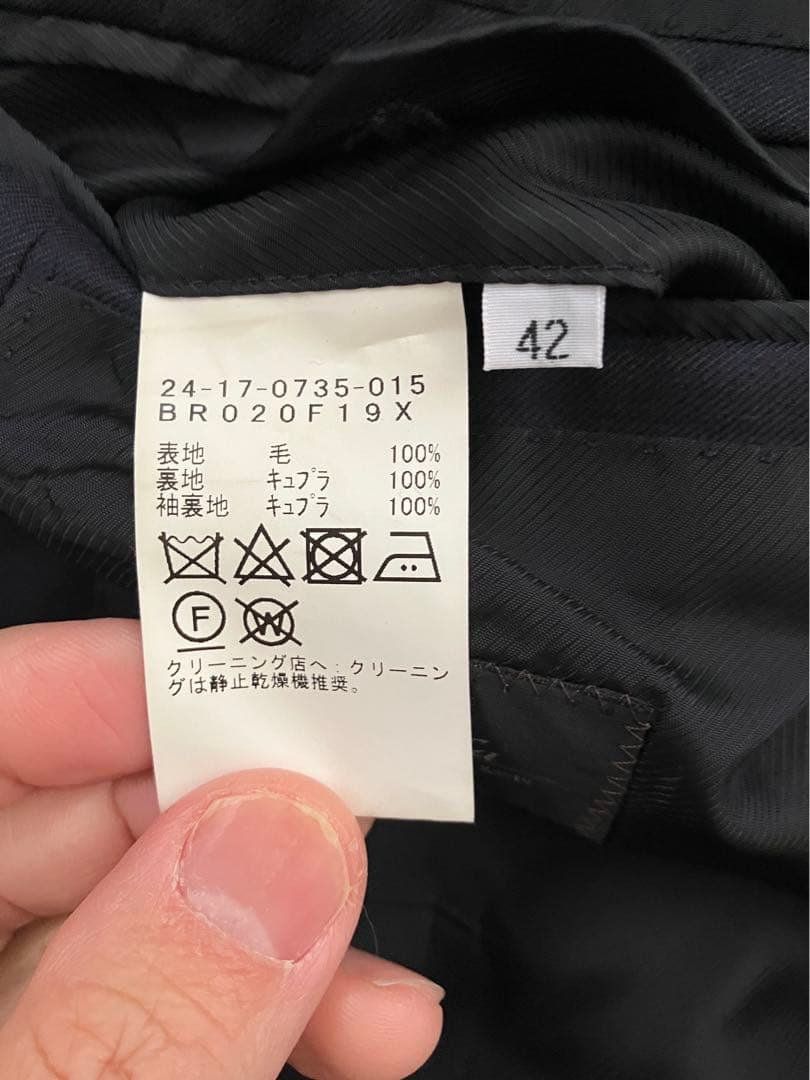 42
24-17-0735-015
BR020F19X
表地 毛 100%
裏地 キュプラ 100%
袖裏地 キュプラ 100%
F
W
クリーニング店へ:クリーニン
グは静止乾燥機推奨。